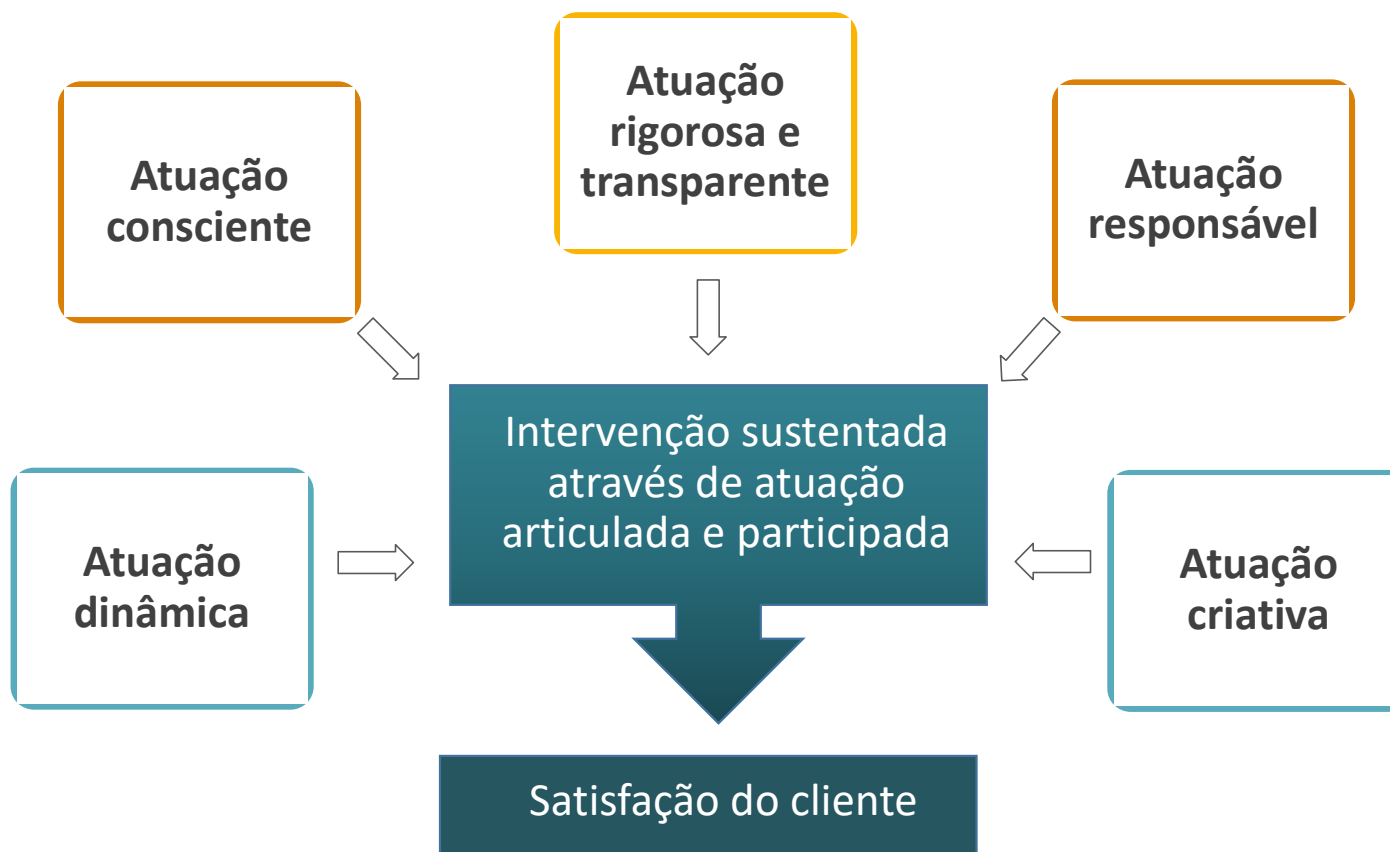 Atuação
rigorosa e
transparente
Atuação
consciente
Atuação
responsável
Intervenção sustentada
através de atuação
articulada e participada
Atuação
dinâmica
Atuação
criativa
Satisfação do cliente